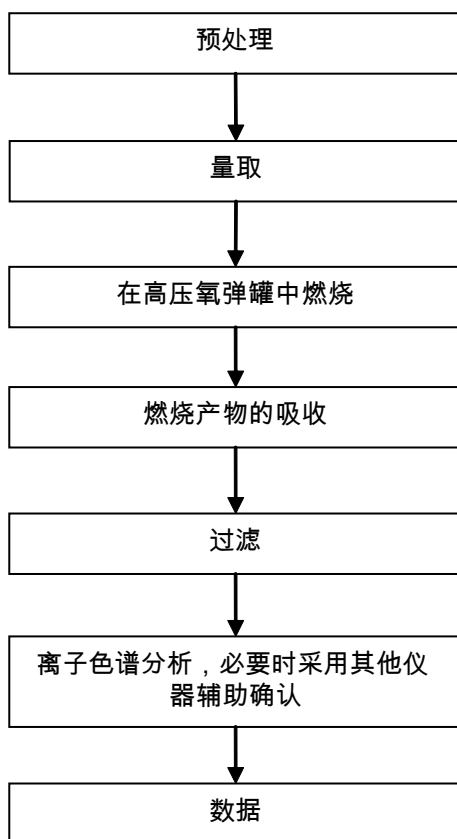 预处理
量取
在高压氧弹罐中燃烧
燃烧产物的吸收
过滤
离子色谱分析，必要时采用其他仪
器辅助确认
数据